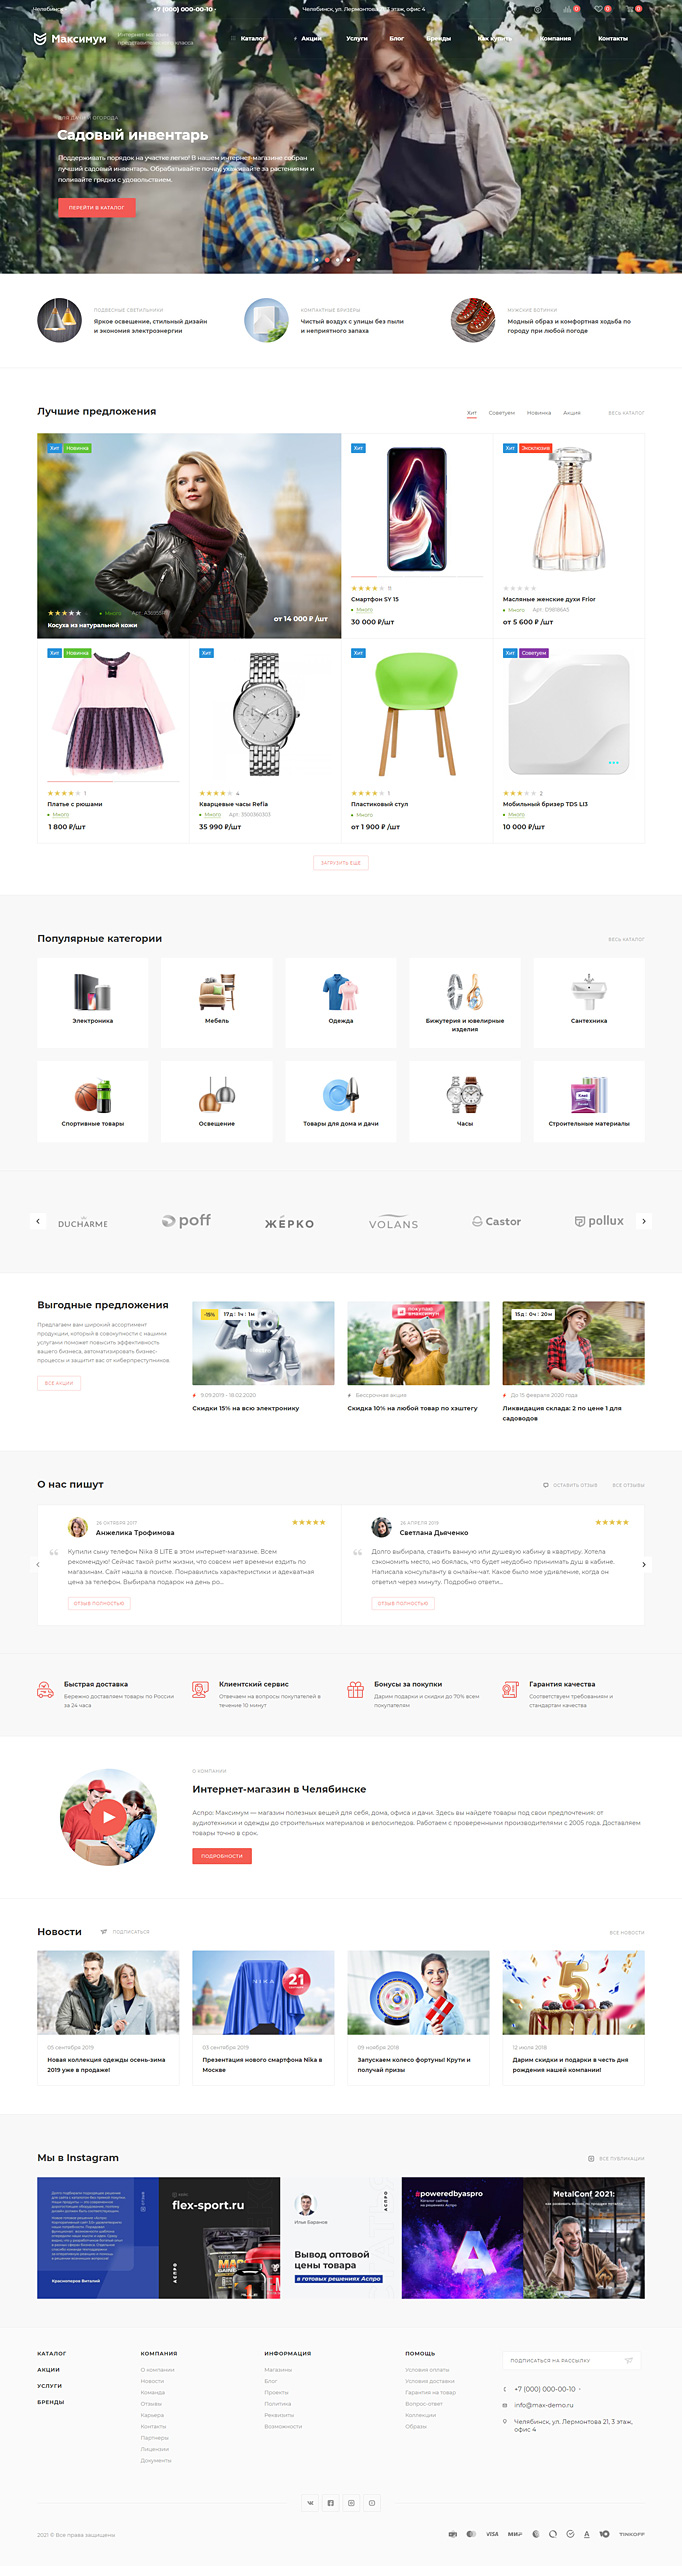 Челябинск
+7 (000) 000-00-10
Челябинск, ул. Лермонтова 21, 3 этаж, офис 4
0
0
0
Максимум
Интернет-магазин
представительского класса
Каталог
Акции
Услуги
Блог
Бренды
Как купить
Компания
Контакты
ДЛЯ ДАЧИ И ОГОРОДА
Садовый инвентарь
Поддерживать порядок на участке легко! В нашем интернет-магазине собран
лучший садовый инвентарь. Обрабатывайте почву, ухаживайте за растениями и
поливайте грядки с удовольствием.
ПЕРЕЙТИ В КАТАЛОГ
ПОДВЕСНЫЕ СВЕТИЛЬНИКИ
Яркое освещение, стильный дизайн
и экономия электроэнергии
КОМПАКТНЫЕ БРИЗЕРЫ
Чистый воздух с улицы без пыли
и неприятного запаха
МУЖСКИЕ БОТИНКИ
Модный образ и комфортная ходьба по
городу при любой погоде
Лучшие предложения
Хит
Советуем
Новинка
Акция
ВЕСЬ КАТАЛОГ
Хит
Новинка
Много
Косуха из натуральной кожи
от 14 000 ₽ /шт
Хит
11
Смартфон SY 15
Много
30 000 ₽/шт
Хит
Эксклюзив
Масляные женские духи Frior
Много
Арт. D9898645
от 5 600 ₽ /шт
Хит
Новинка
1
Платье с рюшами
Много
1 800 ₽/шт
Хит
4
Кварцевые часы Refia
Много
Арт. 3500360303
35 990 ₽/шт
Хит
1
Пластиковый стул
Много
от 1 900 ₽ /шт
Хит
Советуем
2
Мобильный бризер TDS LI3
Много
10 000 ₽/шт
ЗАГРУЗИТЬ ЕЩЕ
Популярные категории
ВЕСЬ КАТАЛОГ
Электроника
Мебель
Одежда
Бижутерия и ювелирные
изделия
Сантехника
Спортивные товары
Освещение
Товары для дома и дачи
Часы
Строительные материалы
DUCHARME
poff
ЖЁРКО
VOLANS
Castor
pollux
Выгодные предложения
Предлагаем вам широкий ассортимент
продукции, который в совокупности с нашими
услугами поможет повысить эффективность
вашего бизнеса, автоматизировать бизнес-
процессы и защитит вас от киберпреступников.
ВСЕ АКЦИИ
-15%
17д : 1ч : 1м
9.09.2019 - 18.02.2020
Скидки 15% на всю электронику
покупаю
вмаксимум
Бессрочная акция
Скидка 10% на любой товар по хэштегу
15д : 0ч : 20м
До 15 февраля 2020 года
Ликвидация склада: 2 по цене 1 для
садоводов
О нас пишут
ОСТАВИТЬ ОТЗЫВ
ВСЕ ОТЗЫВЫ
26 ОКТЯБРЯ 2017
Анжелика Трофимова
Купили сыну телефон Nika 8 LITE в этом интернет-магазине. Всем
рекомендую! Сейчас такой ритм жизни, что совсем нет времени ездить по
магазинам. Сайт нашла в поиске. Понравились характеристики и адекватная
цена за телефон. Выбирала подарок на день ро...
ОТЗЫВ ПОЛНОСТЬЮ
26 АПРЕЛЯ 2019
Светлана Дьяченко
Долго выбирала, ставить ванную или душевую кабину в квартиру. Хотела
сэкономить место, но боялась, что будет неудобно принимать душ в кабине.
Написала консультанту в онлайн-чат. Какое было мое удивление, когда он
ответил через минуту. Подробно ответи...
ОТЗЫВ ПОЛНОСТЬЮ
Быстрая доставка
Бережно доставляем товары по России
за 24 часа
Клиентский сервис
Отвечаем на вопросы покупателей в
течение 10 минут
Бонусы за покупки
Дарим подарки и скидки до 70% всем
покупателям
Гарантия качества
Соответствуем требованиям и
стандартам качества
О КОМПАНИИ
Интернет-магазин в Челябинске
Аспро: Максимум — магазин полезных вещей для себя, дома, офиса и дачи. Здесь вы найдете товары под свои предпочтения: от
аудиотехники и одежды до строительных материалов и велосипедов. Работаем с проверенными производителями с 2005 года. Доставляем
товары точно в срок.
ПОДРОБНОСТИ
Новости
ПОДПИСАТЬСЯ
ВСЕ НОВОСТИ
05 сентября 2019
Новая коллекция одежды осень-зима
2019 уже в продаже!
NIKA
21
03 сентября 2019
Презентация нового смартфона Nika в
Москве
09 ноября 2018
Запускаем колесо фортуны! Крути и
получай призы
5
12 июля 2018
Дарим скидки и подарки в честь дня
рождения нашей компании!
Мы в Instagram
ВСЕ ПУБЛИКАЦИИ
Красноперов Виталий
flex-sport.ru
АСПРО
Илья Баранов
АСПРО
Вывод оптовой
цены товара
в готовых решениях Аспро
#poweredbyaspro
MetalConf 2021:
КАТАЛОГ
АКЦИИ
УСЛУГИ
БРЕНДЫ
КОМПАНИЯ
О компании
Новости
Команда
Отзывы
Карьера
Контакты
Партнеры
Лицензии
Документы
ИНФОРМАЦИЯ
Магазины
Блог
Проекты
Политика
Реквизиты
Возможности
ПОМОЩЬ
Условия оплаты
Условия доставки
Гарантия на товар
Вопрос-ответ
Коллекции
Образы
ПОДПИСАТЬСЯ НА РАССЫЛКУ
+7 (000) 000-00-10
info@max-demo.ru
Челябинск, ул. Лермонтова 21, 3 этаж,
офис 4
2021 © Все права защищены
VISA
МИР
TINKOFF